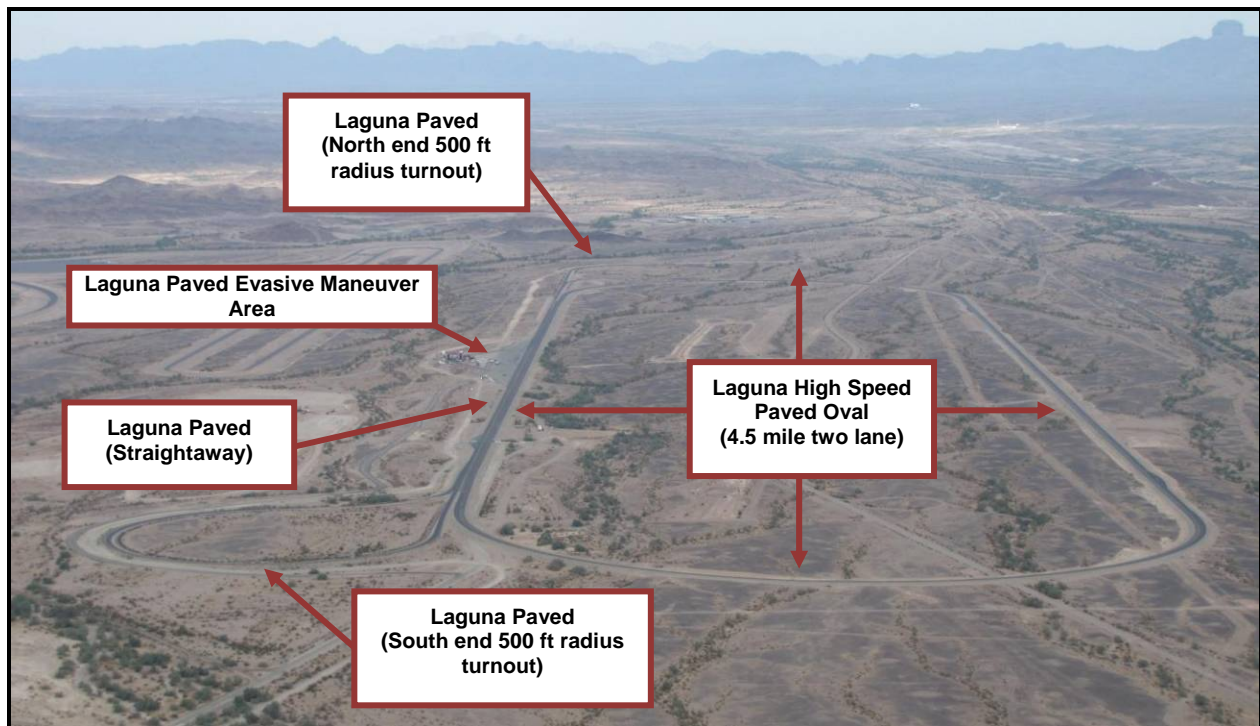 Laguna Paved
(North end 500 ft
radius turnout)
Laguna Paved Evasive Maneuver
Area
Laguna High Speed
Paved Oval
(4.5 mile two lane)
Laguna Paved
(Straightaway)
Laguna Paved
(South end 500 ft radius
turnout)